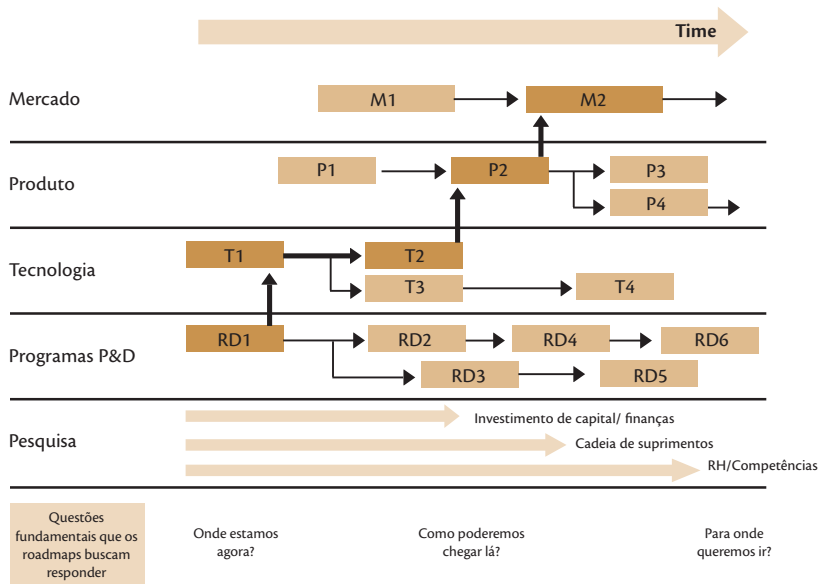 Time
Mercado
M1
M2
Produto
P1
P2
P3
P4
Tecnologia
T1
T2
T3
T4
Programas P&D
RD1
RD2
RD4
RD6
RD3
RD5
Pesquisa
Investimento de capital/ finanças
Cadeia de suprimentos
RH/Competências
Questões
fundamentais que os
roadmaps buscam
responder
Onde estamos
agora?
Como poderemos
chegar lá?
Para onde
queremos ir?